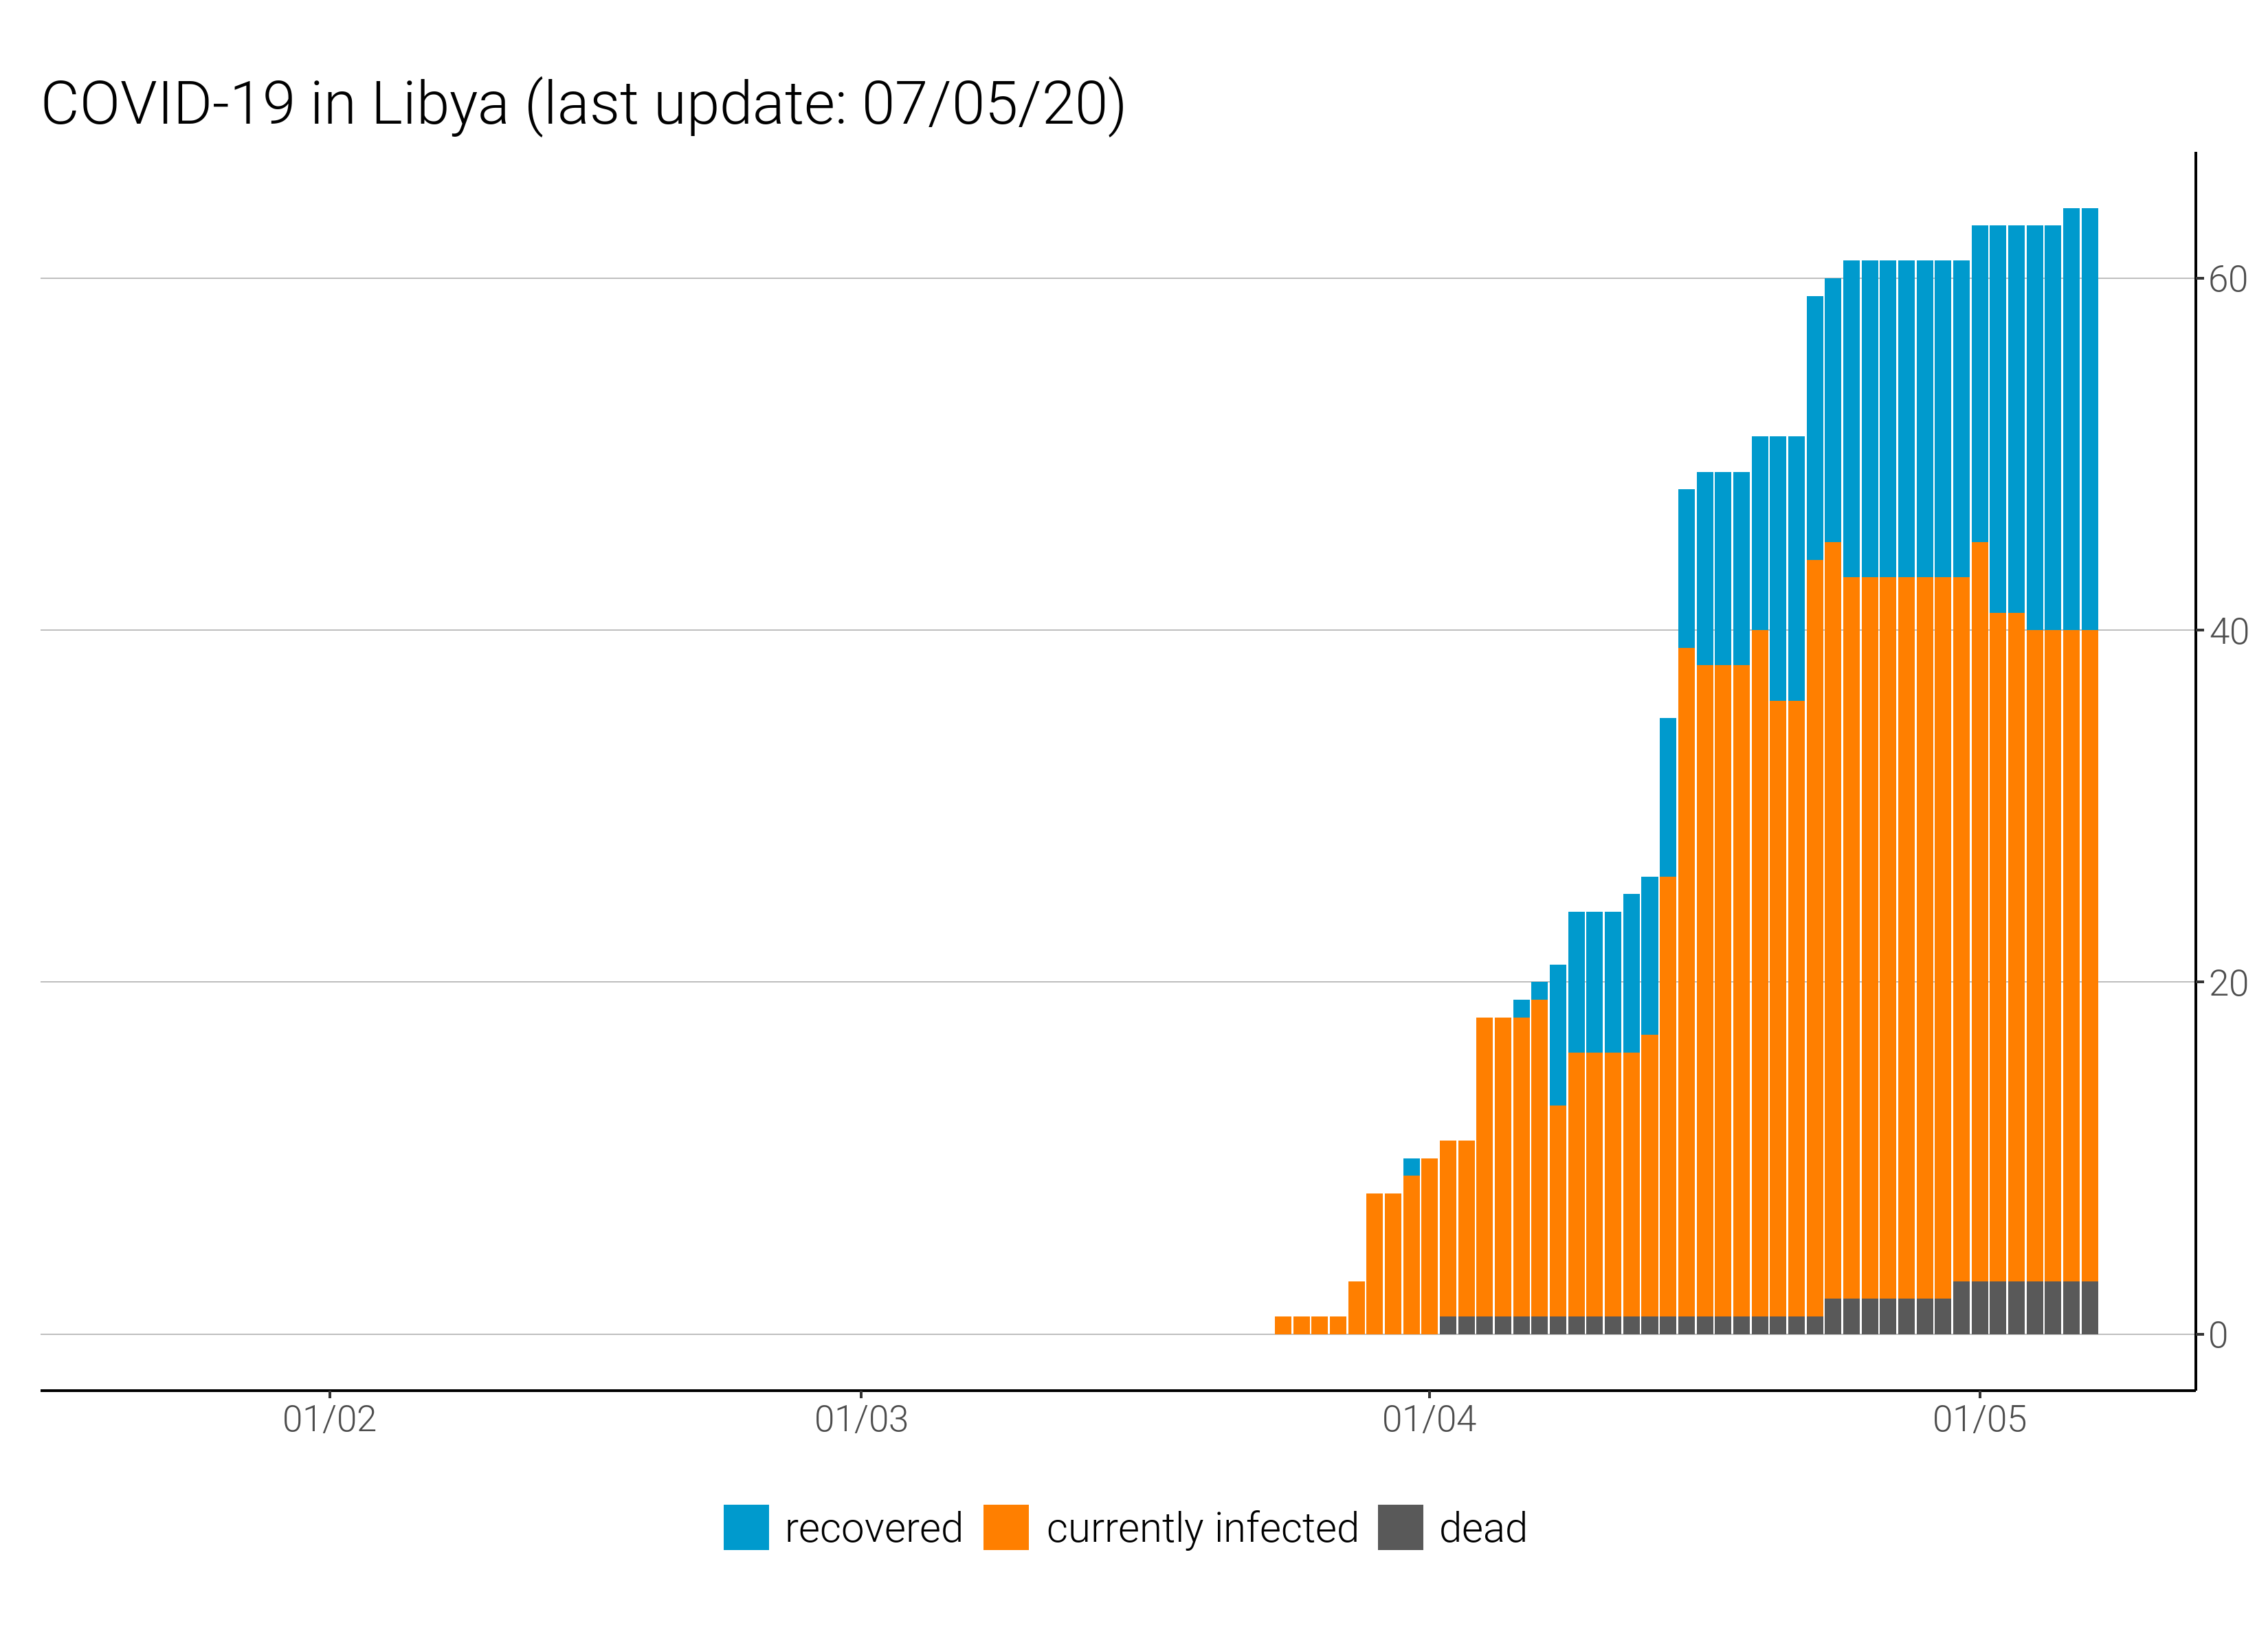 COVID-19 in Libya (last update: 07/05/20)
60
40
20
0
01/02 01/03 01/04 01/05
recovered currently infected dead